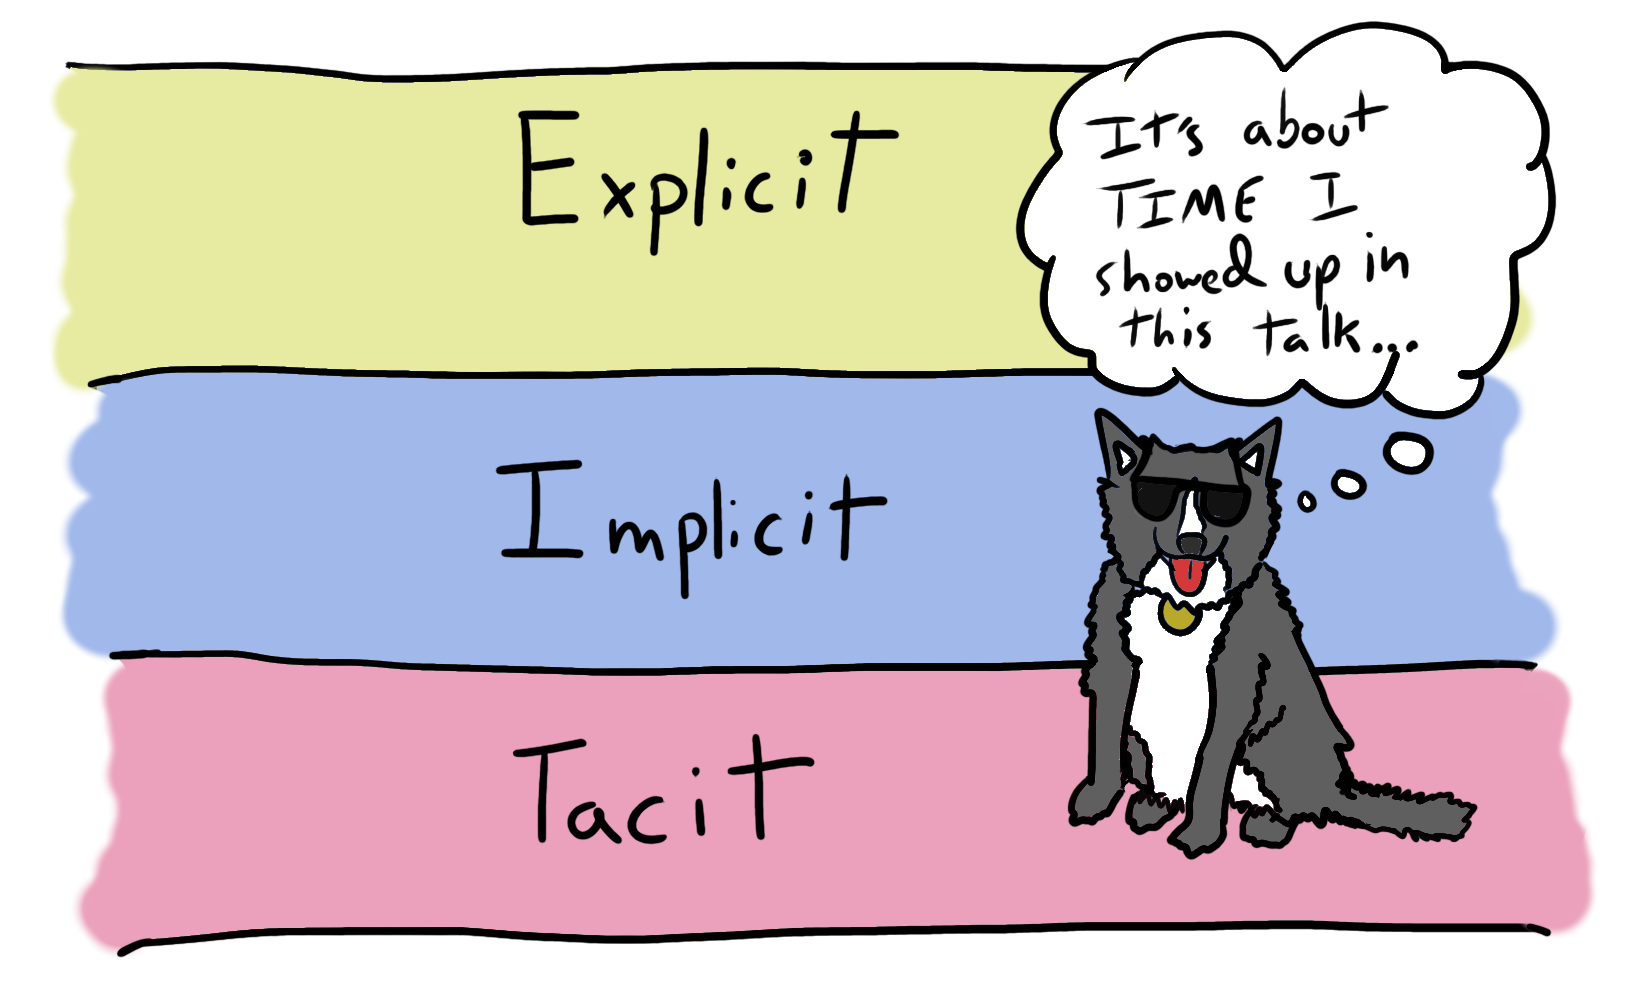 Explicit
It's about
TIME I
showed up in
this talk...
Implicit
Tacit